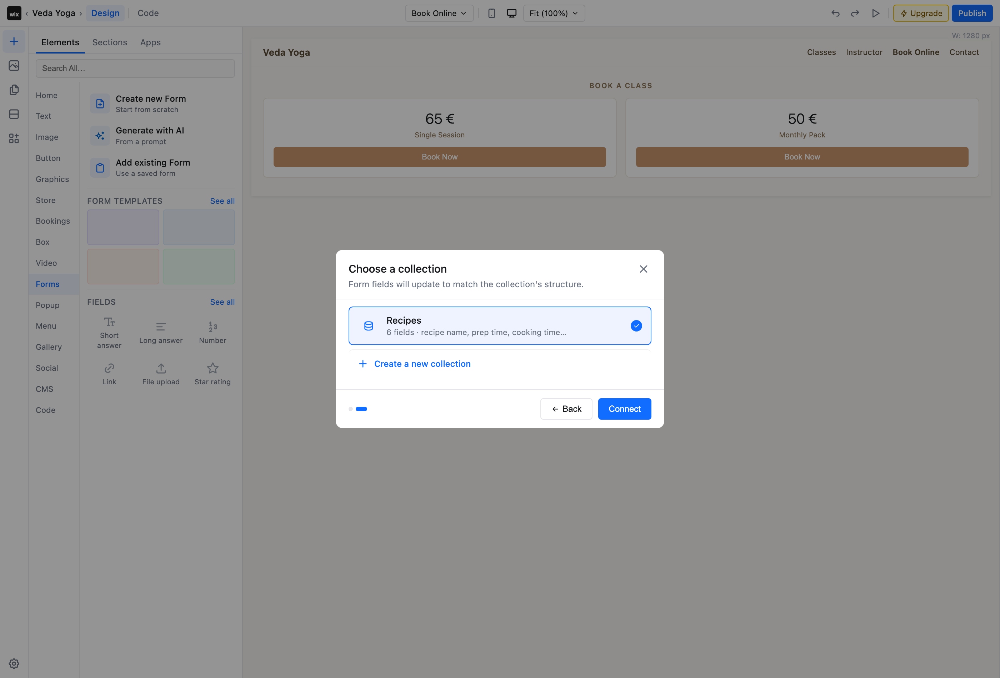 wix ‹ Veda Yoga › Design Code Book Online Fit (100%) Upgrade Publish
W: 1280 px
Elements Sections Apps
Search All...
Home
Text
Image
Button
Graphics
Store
Bookings
Box
Video
Forms
Popup
Menu
Gallery
Social
CMS
Code
Create new Form
Start from scratch
Generate with AI
From a prompt
Add existing Form
Use a saved form
FORM TEMPLATES See all
FIELDS See all
Short answer
Long answer
Number
Link
File upload
Star rating
Veda Yoga Classes Instructor Book Online Contact
BOOK A CLASS
65 €
Single Session
Book Now
50 €
Monthly Pack
Book Now
Choose a collection
Form fields will update to match the collection's structure.
Recipes
6 fields · recipe name, prep time, cooking time...
+ Create a new collection
← Back Connect